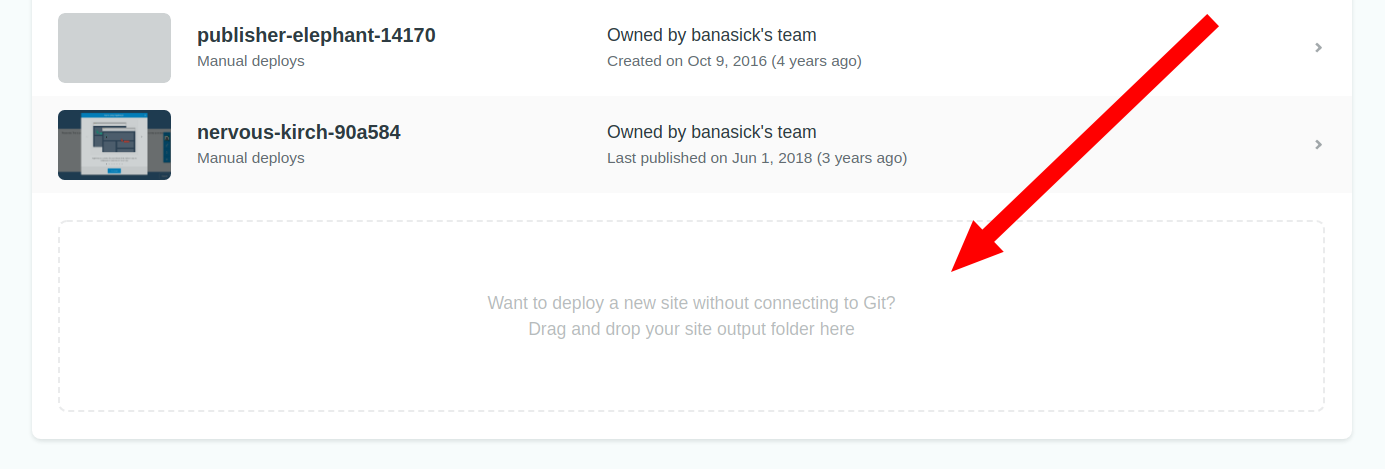 publisher-elephant-14170
Owned by banasick's team
Manual deploys
Created on Oct 9, 2016 (4 years ago)
nervous-kirch-90a584
Owned by banasick's team
Manual deploys
Last published on Jun 1, 2018 (3 years ago)
Want to deploy a new site without connecting to Git?
Drag and drop your site output folder here